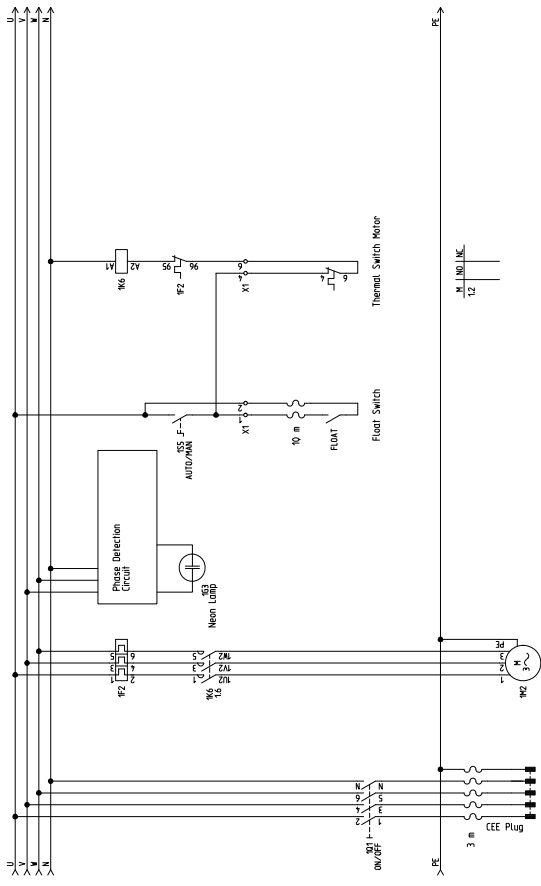 U
V
W
N
PE
A1
A2
1K6
95
96
1F2
6
4
X1
4
6
Thermal Switch Motor
M
NO
NC
1.2
1S5
AUTO/MAN
2
1
X1
10 m
FLOAT
Float Switch
Phase Detection
Circuit
1G3
Neon Lamp
5
3
1
6
4
2
1F2
5
3
1
1W2
1V2
1U2
1K6
1.6
PE
3
2
1
M
3
1M2
N
6
4
2
N
5
3
1
1Q1
ON/OFF
3 m
CEE Plug
U
V
W
N
PE